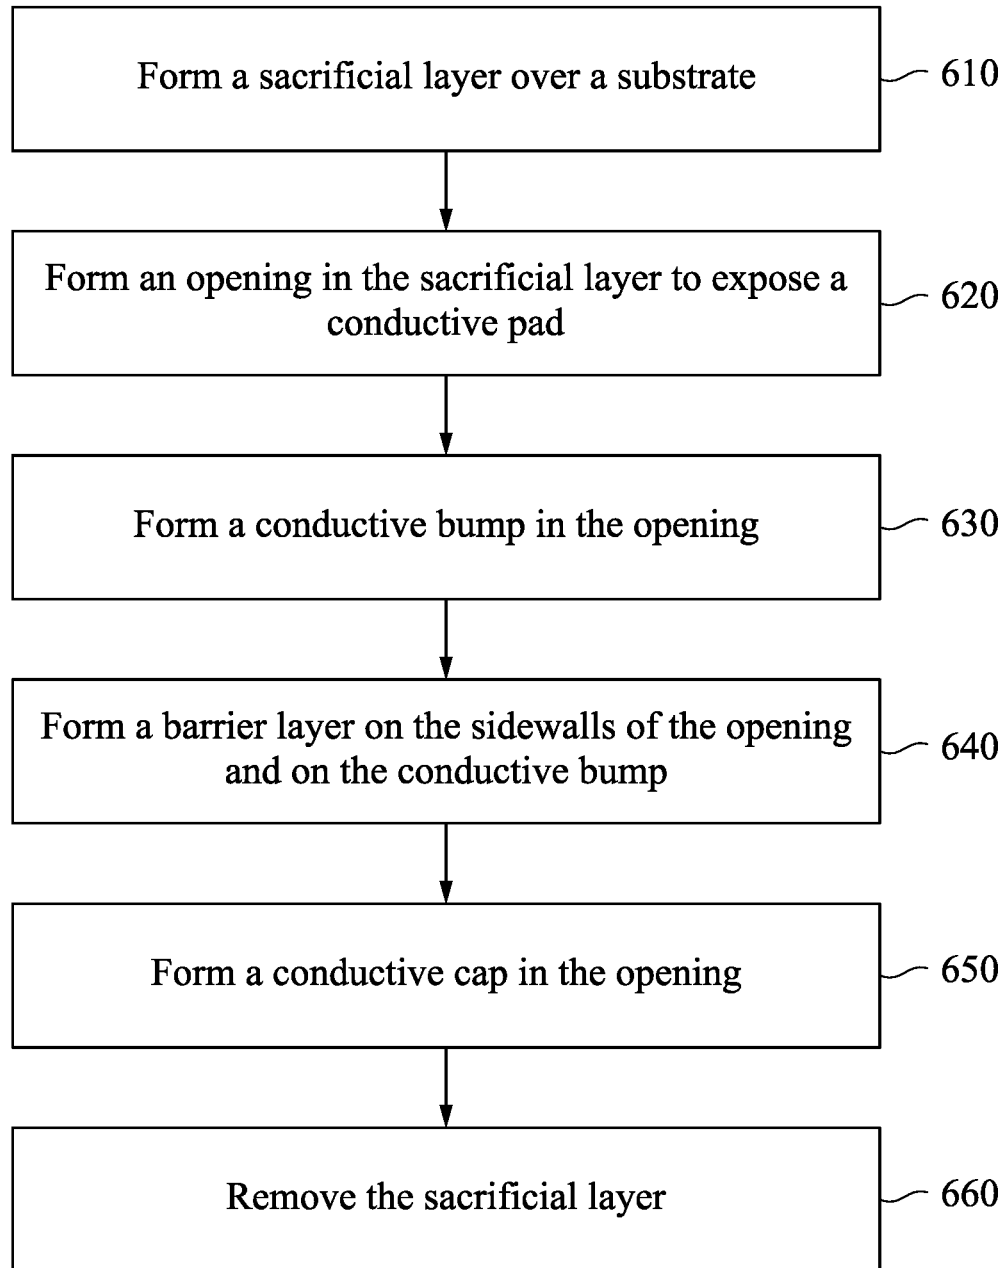 Form a sacrificial layer over a substrate
610
Form an opening in the sacrificial layer to expose a
conductive pad
620
Form a conductive bump in the opening
630
Form a barrier layer on the sidewalls of the opening
and on the conductive bump
640
Form a conductive cap in the opening
650
Remove the sacrificial layer
660